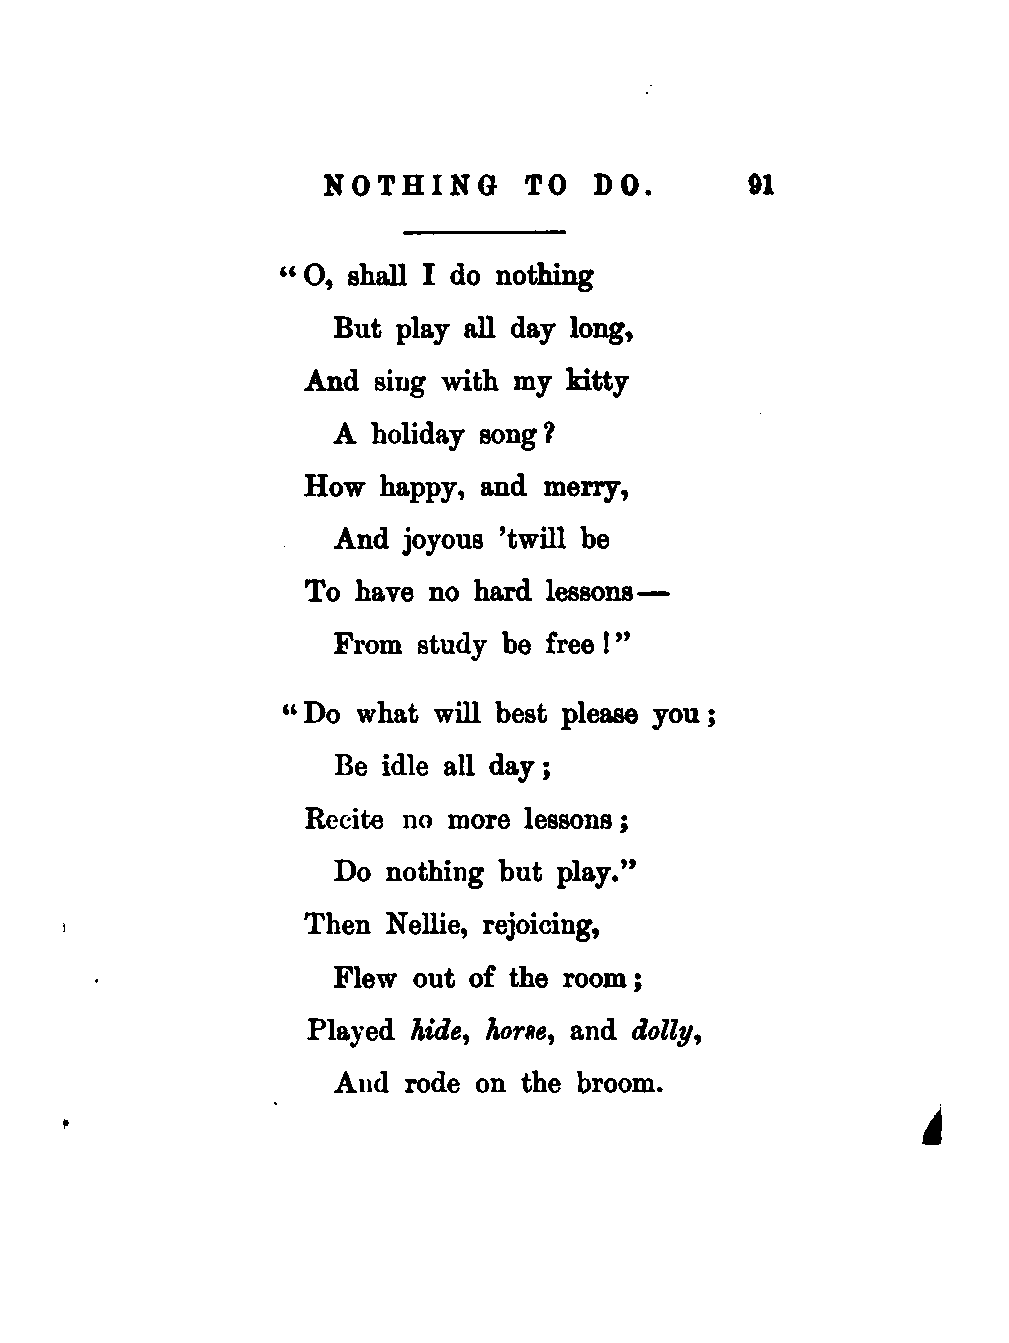 NOTHING TO DO. 91
“O, shall I do nothing
But play all day long,
And sing with my kitty
A holiday song?
How happy, and merry,
And joyous ’twill be
To have no hard lessons—
From study be free!”
“Do what will best please you;
Be idle all day;
Recite no more lessons;
Do nothing but play.”
Then Nellie, rejoicing,
Flew out of the room;
Played hide, horse, and dolly,
And rode on the broom.